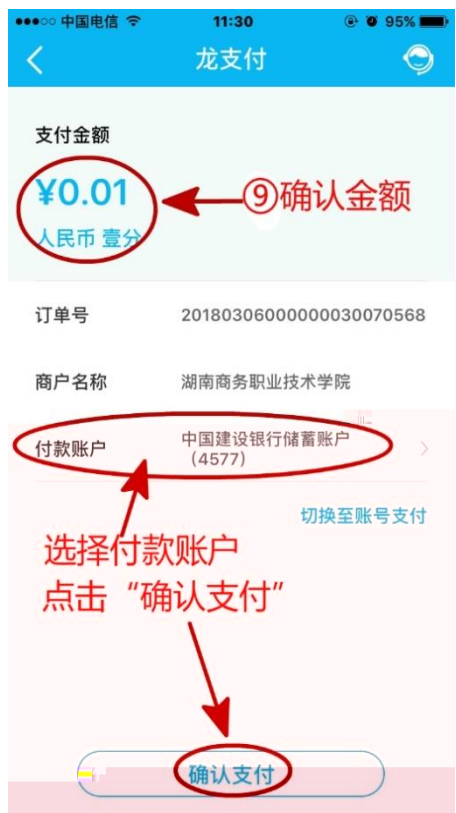 中国电信 11:30 95%
龙支付
支付金额
¥0.01
⑨确认金额
人民币 壹分
订单号 20180306000000030070568
商户名称 湖南商务职业技术学院
付款账户 中国建设银行储蓄账户
（4577）
切换至账号支付
选择付款账户
点击“确认支付”
确认支付